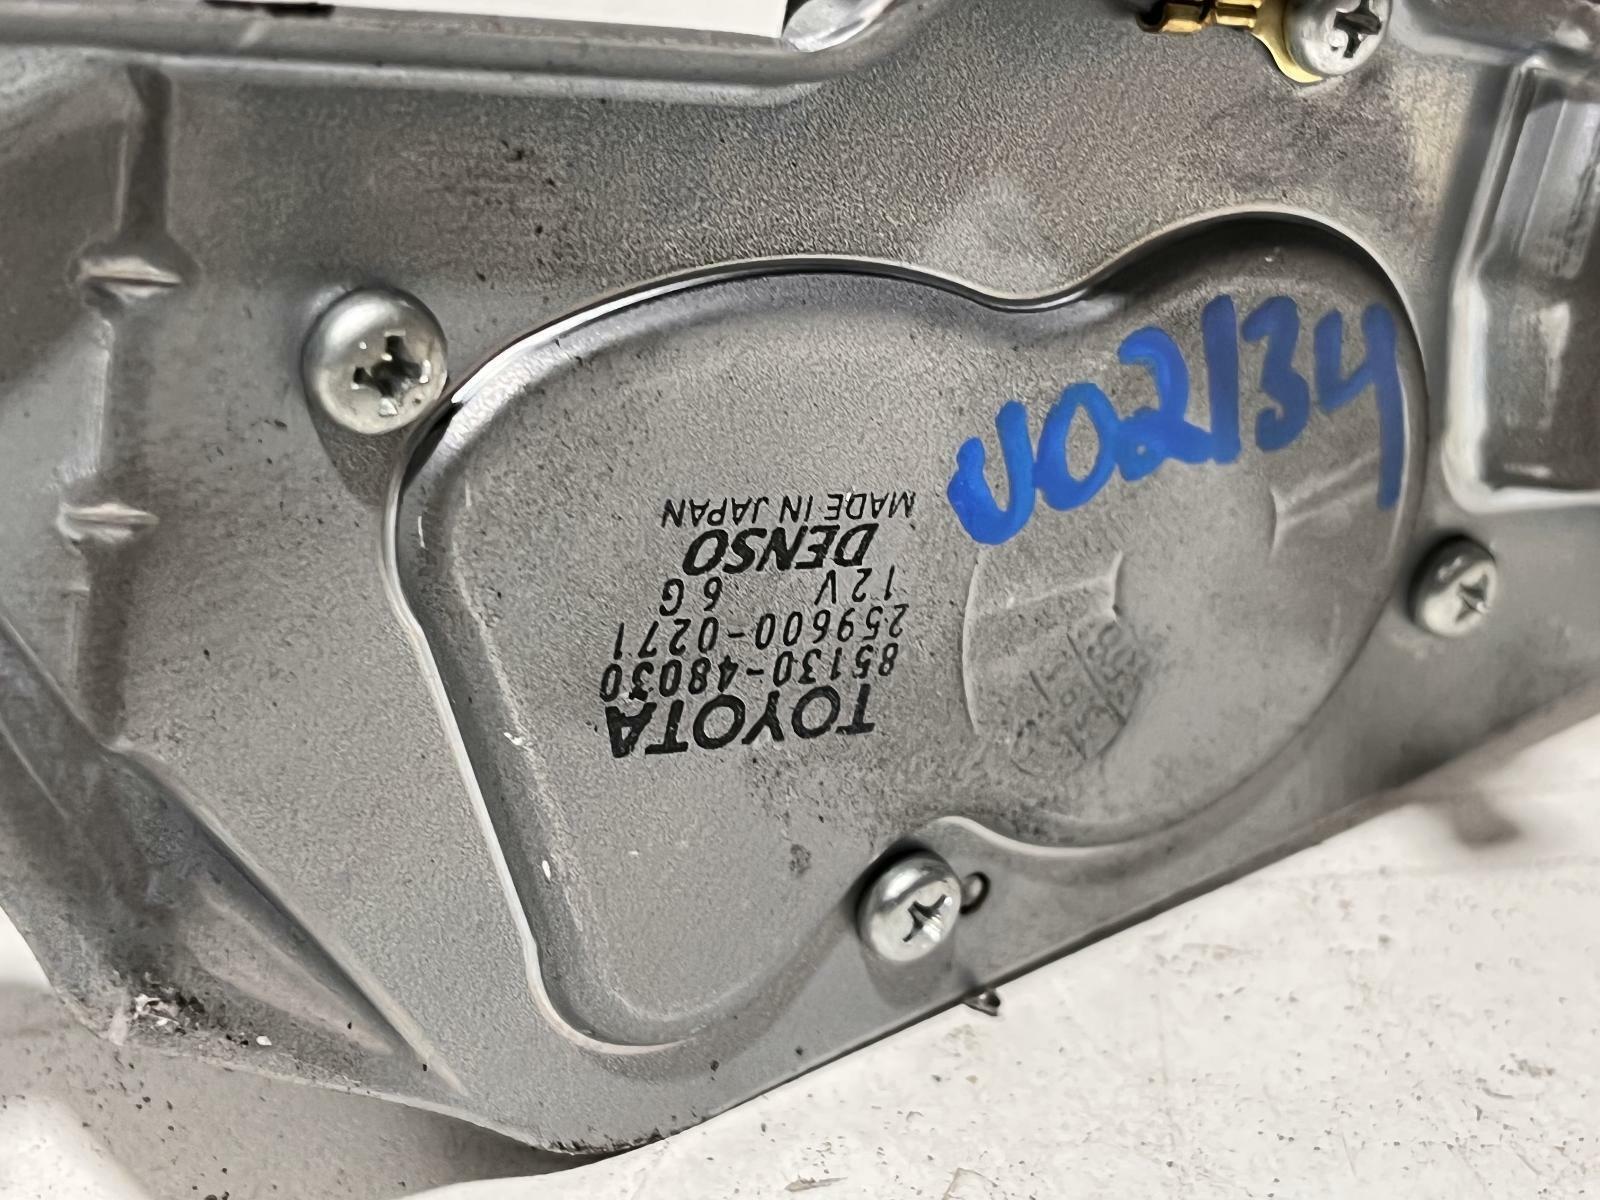 TOYOTA
85130-48030
259600-0271
12V 6G
DENSO
MADE IN JAPAN
U02134